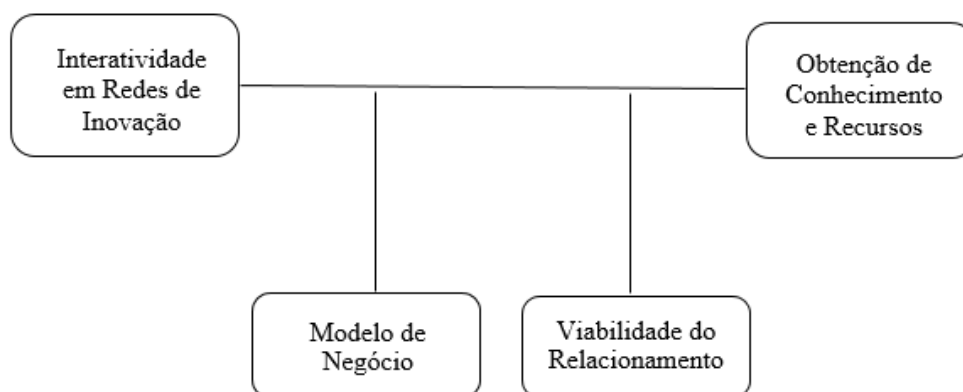 Interatividade
em Redes de
Inovação
Obtenção de
Conhecimento
e Recursos
Modelo de
Negócio
Viabilidade do
Relacionamento